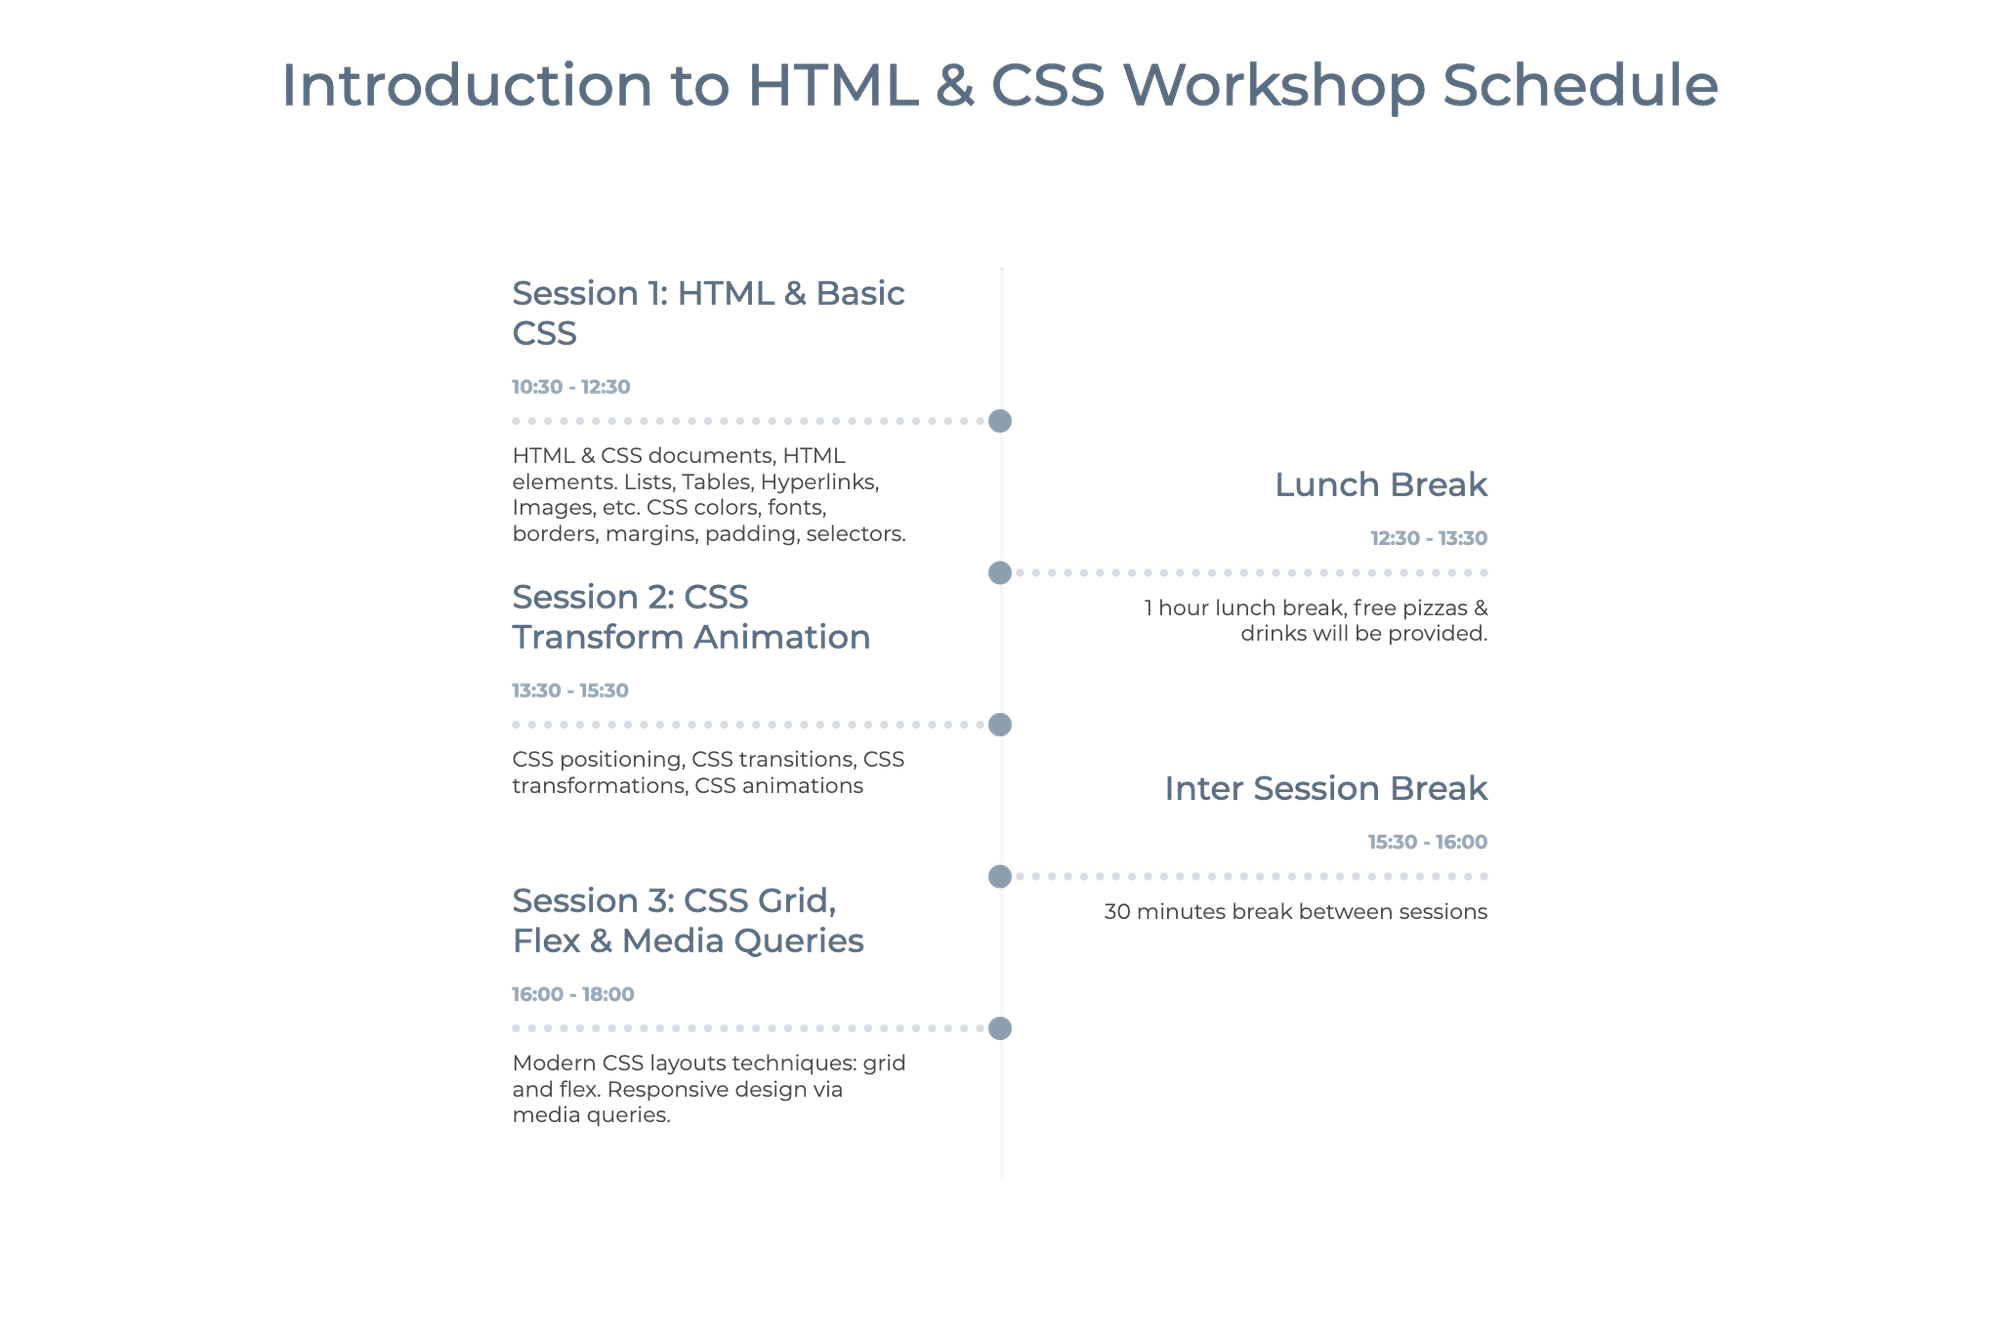 Introduction to HTML & CSS Workshop Schedule
Session 1: HTML & Basic
CSS
10:30 - 12:30
HTML & CSS documents, HTML
elements. Lists, Tables, Hyperlinks,
Images, etc. CSS colors, fonts,
borders, margins, padding, selectors.
Lunch Break
12:30 - 13:30
1 hour lunch break, free pizzas &
drinks will be provided.
Session 2: CSS
Transform Animation
13:30 - 15:30
CSS positioning, CSS transitions, CSS
transformations, CSS animations
Inter Session Break
15:30 - 16:00
30 minutes break between sessions
Session 3: CSS Grid,
Flex & Media Queries
16:00 - 18:00
Modern CSS layouts techniques: grid
and flex. Responsive design via
media queries.